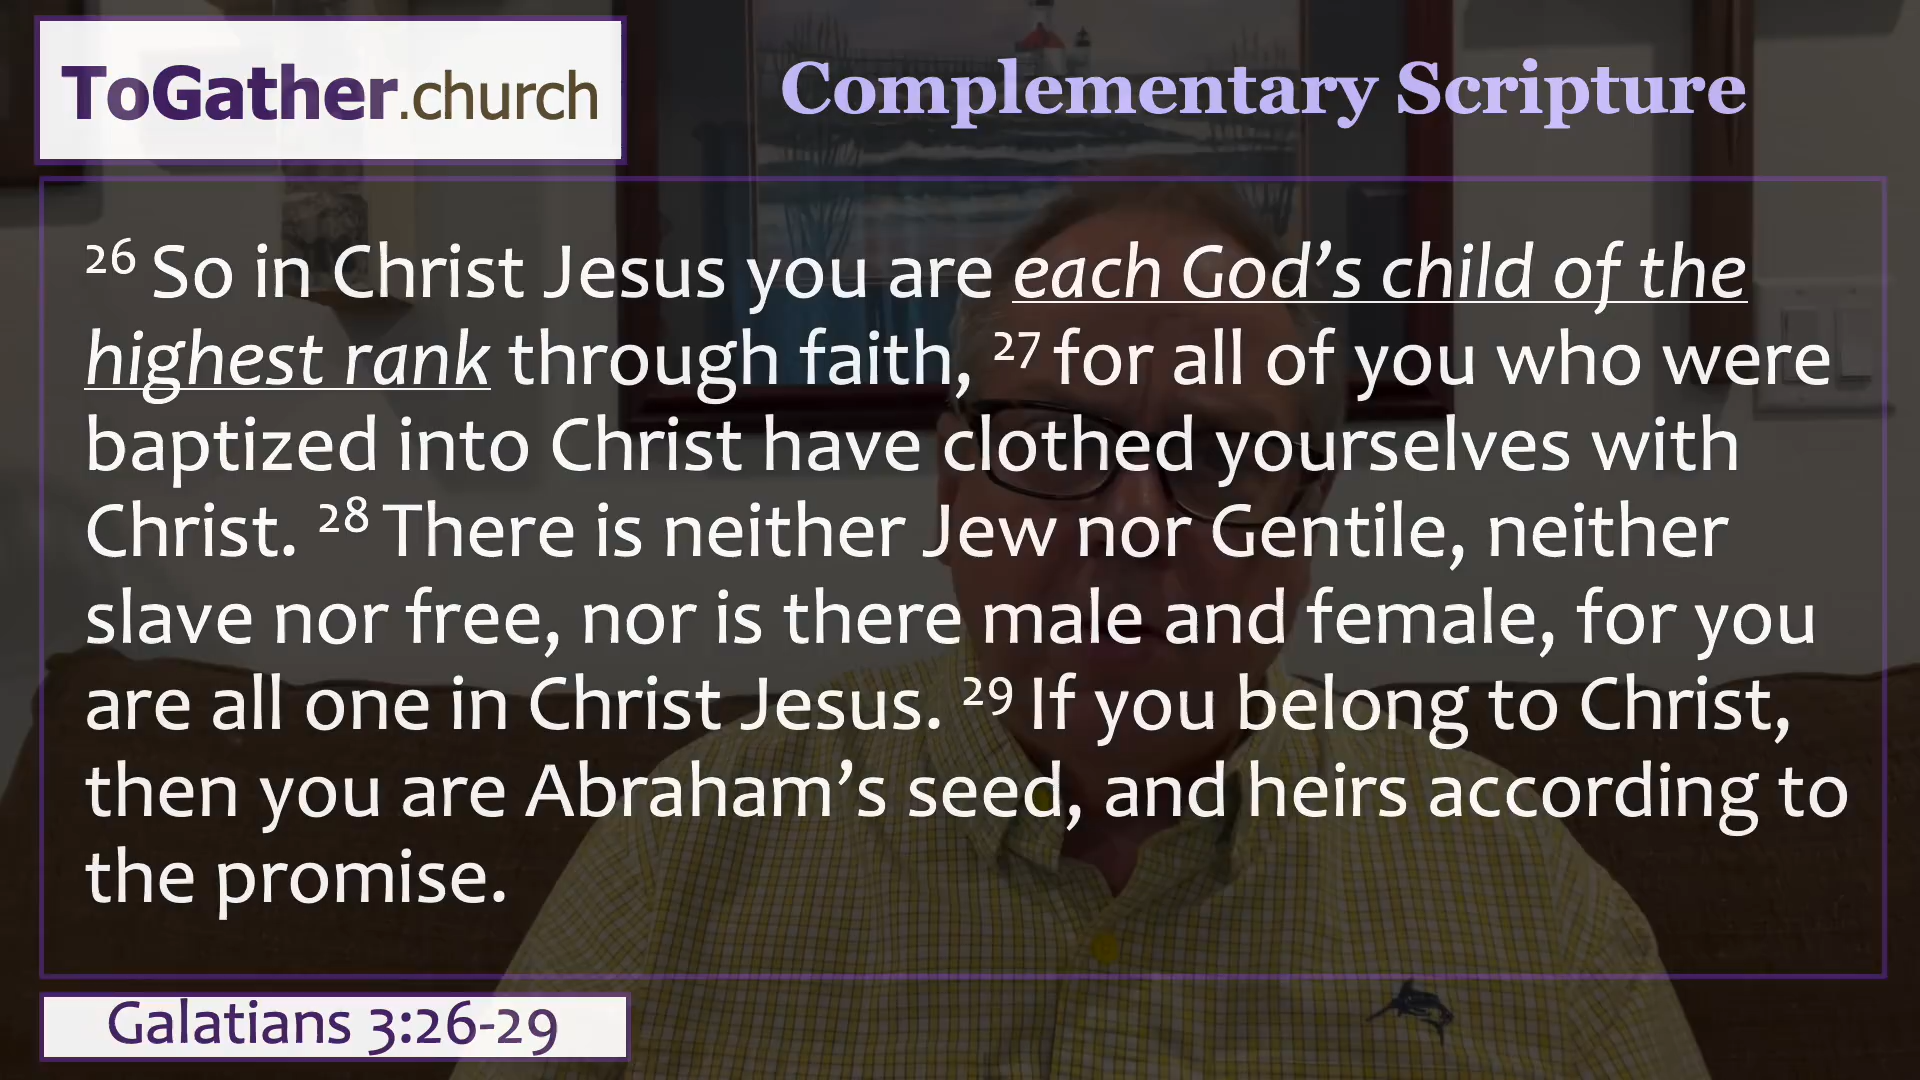 ToGather.church
Complementary Scripture
26 So in Christ Jesus you are each God’s child of the
highest rank through faith, 27 for all of you who were
baptized into Christ have clothed yourselves with
Christ. 28 There is neither Jew nor Gentile, neither
slave nor free, nor is there male and female, for you
are all one in Christ Jesus. 29 If you belong to Christ,
then you are Abraham’s seed, and heirs according to
the promise.
Galatians 3:26-29